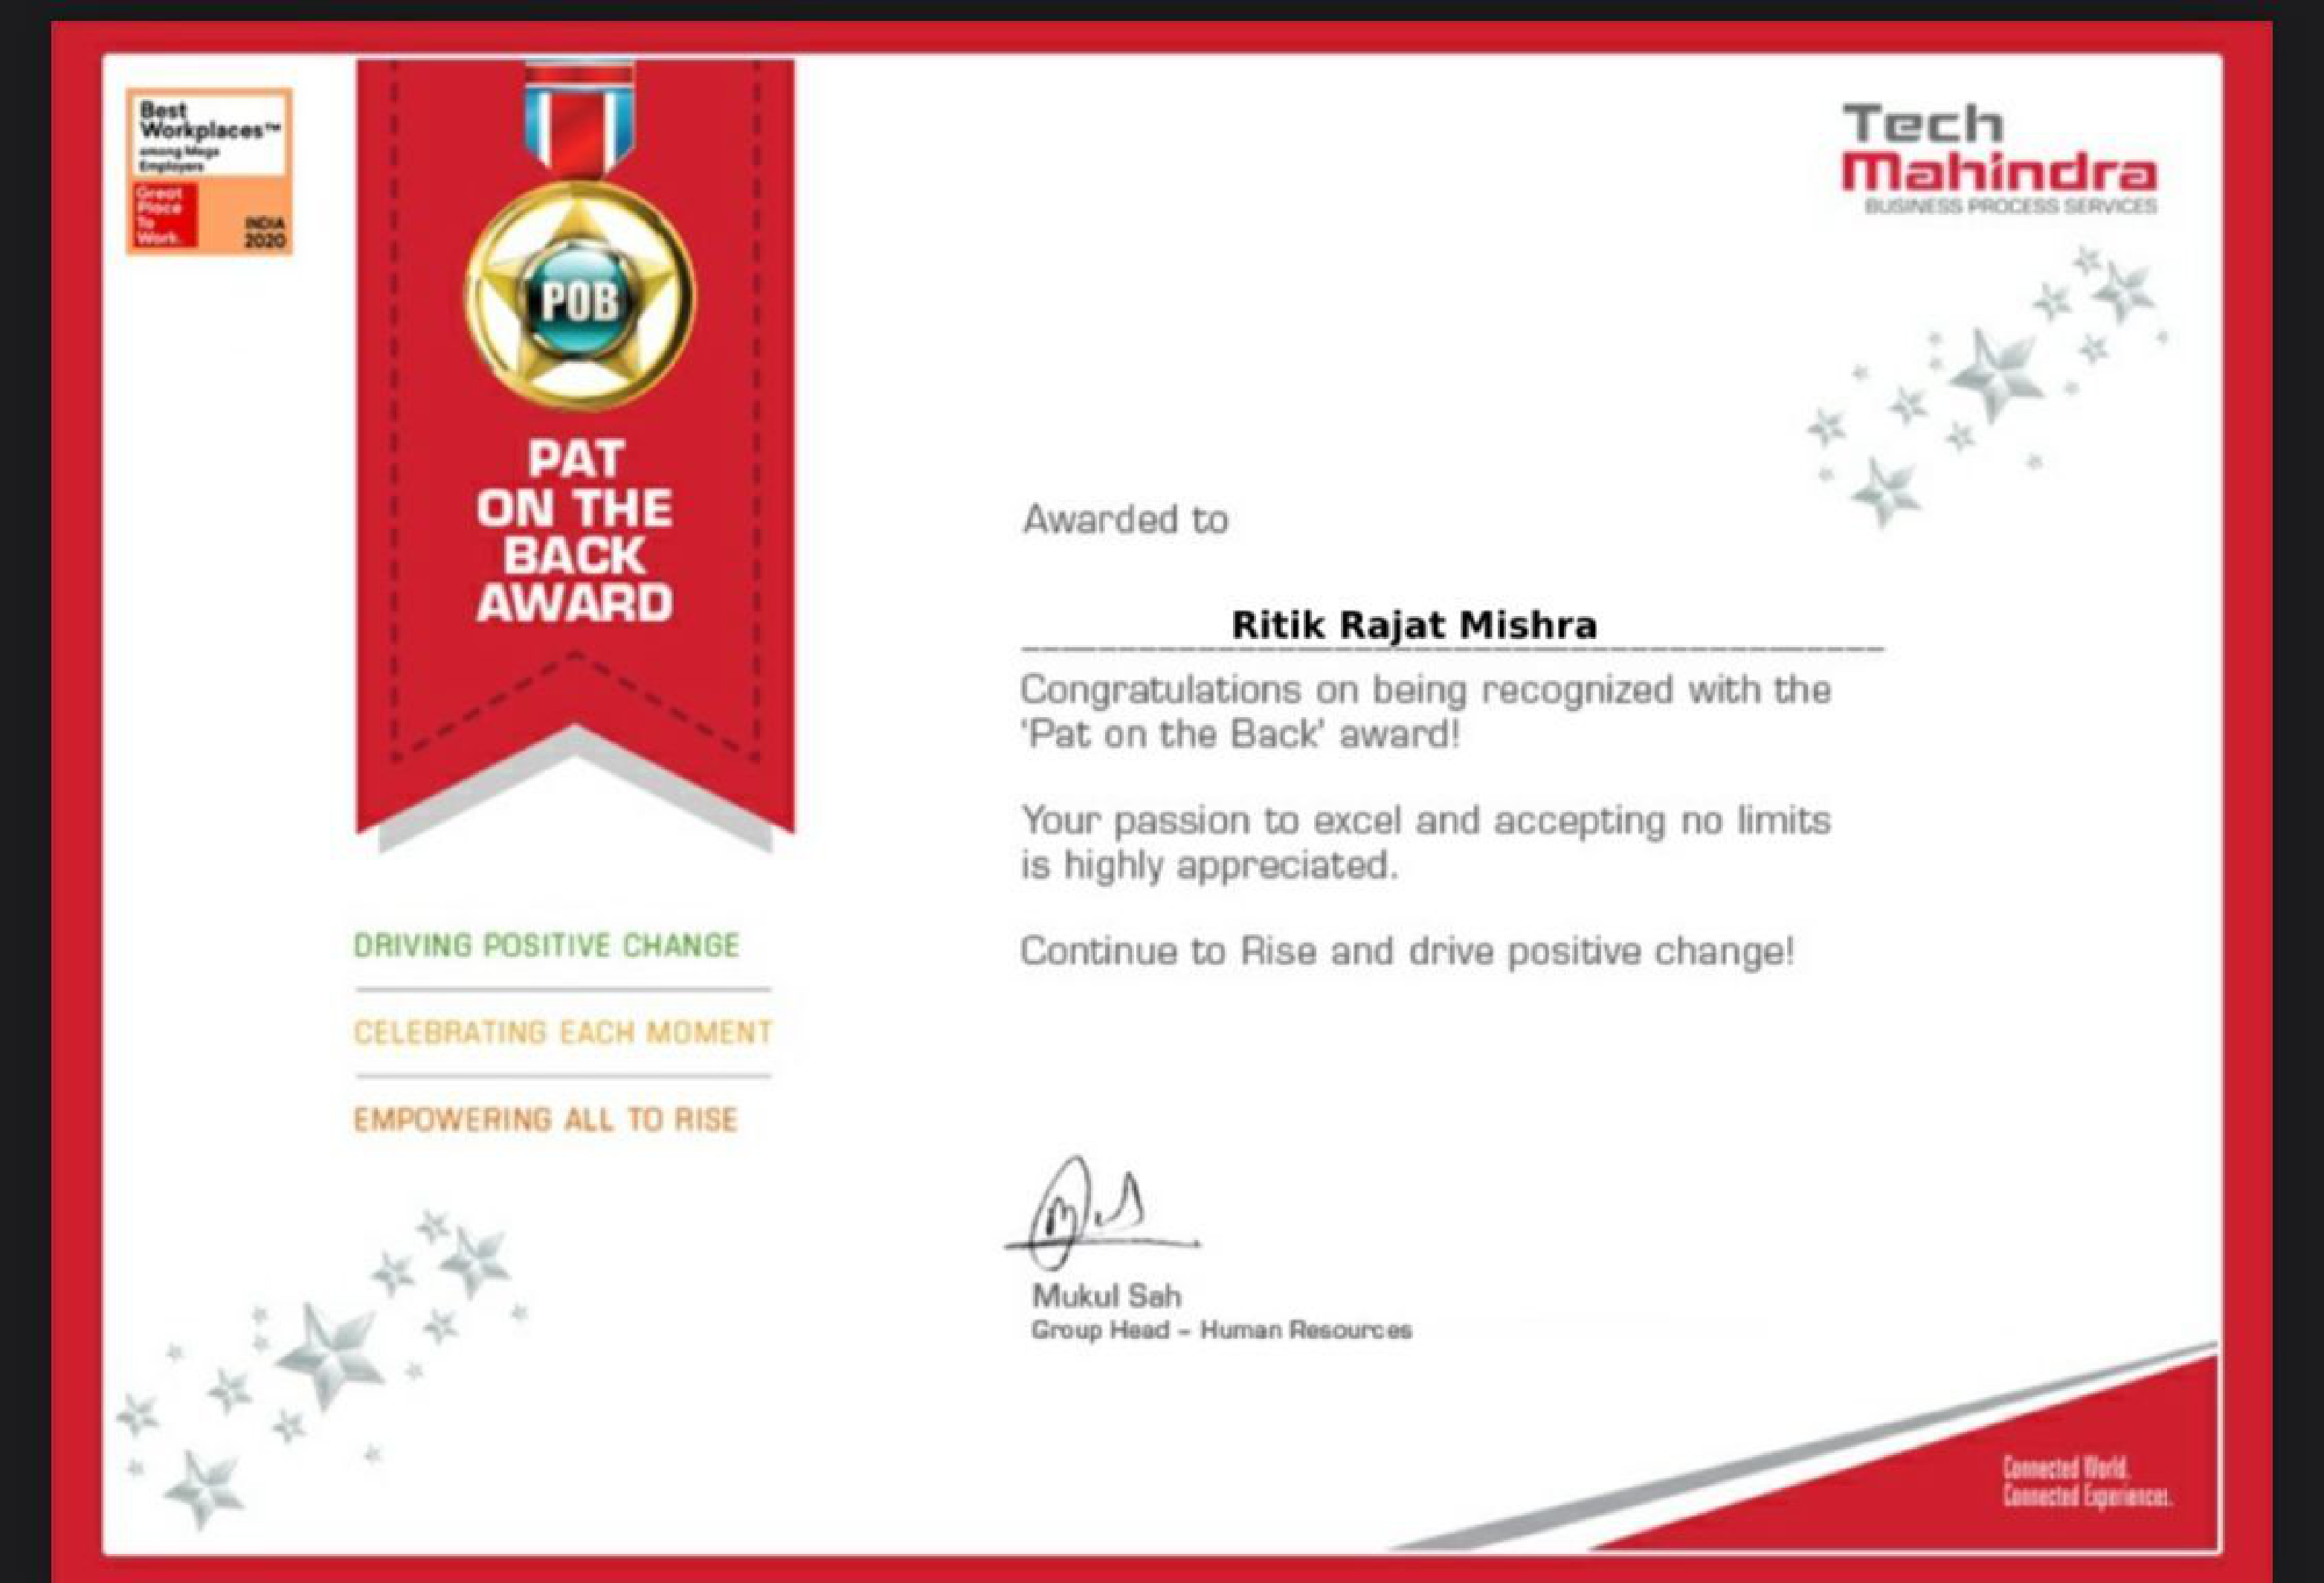 Best
Workplaces™
among Mega
Employers
Great
Place
To
Work.
INDIA
2020
POB
PAT
ON THE
BACK
AWARD
DRIVING POSITIVE CHANGE
CELEBRATING EACH MOMENT
EMPOWERING ALL TO RISE
Tech
Mahindra
BUSINESS PROCESS SERVICES
Awarded to
Ritik Rajat Mishra
Congratulations on being recognized with the
'Pat on the Back' award!
Your passion to excel and accepting no limits
is highly appreciated.
Continue to Rise and drive positive change!
Mukul Sah
Group Head – Human Resources
Connected World.
Connected Experiences.